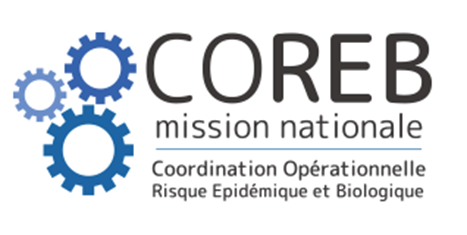 COREB
mission nationale
Coordination Opérationnelle
Risque Epidémique et Biologique